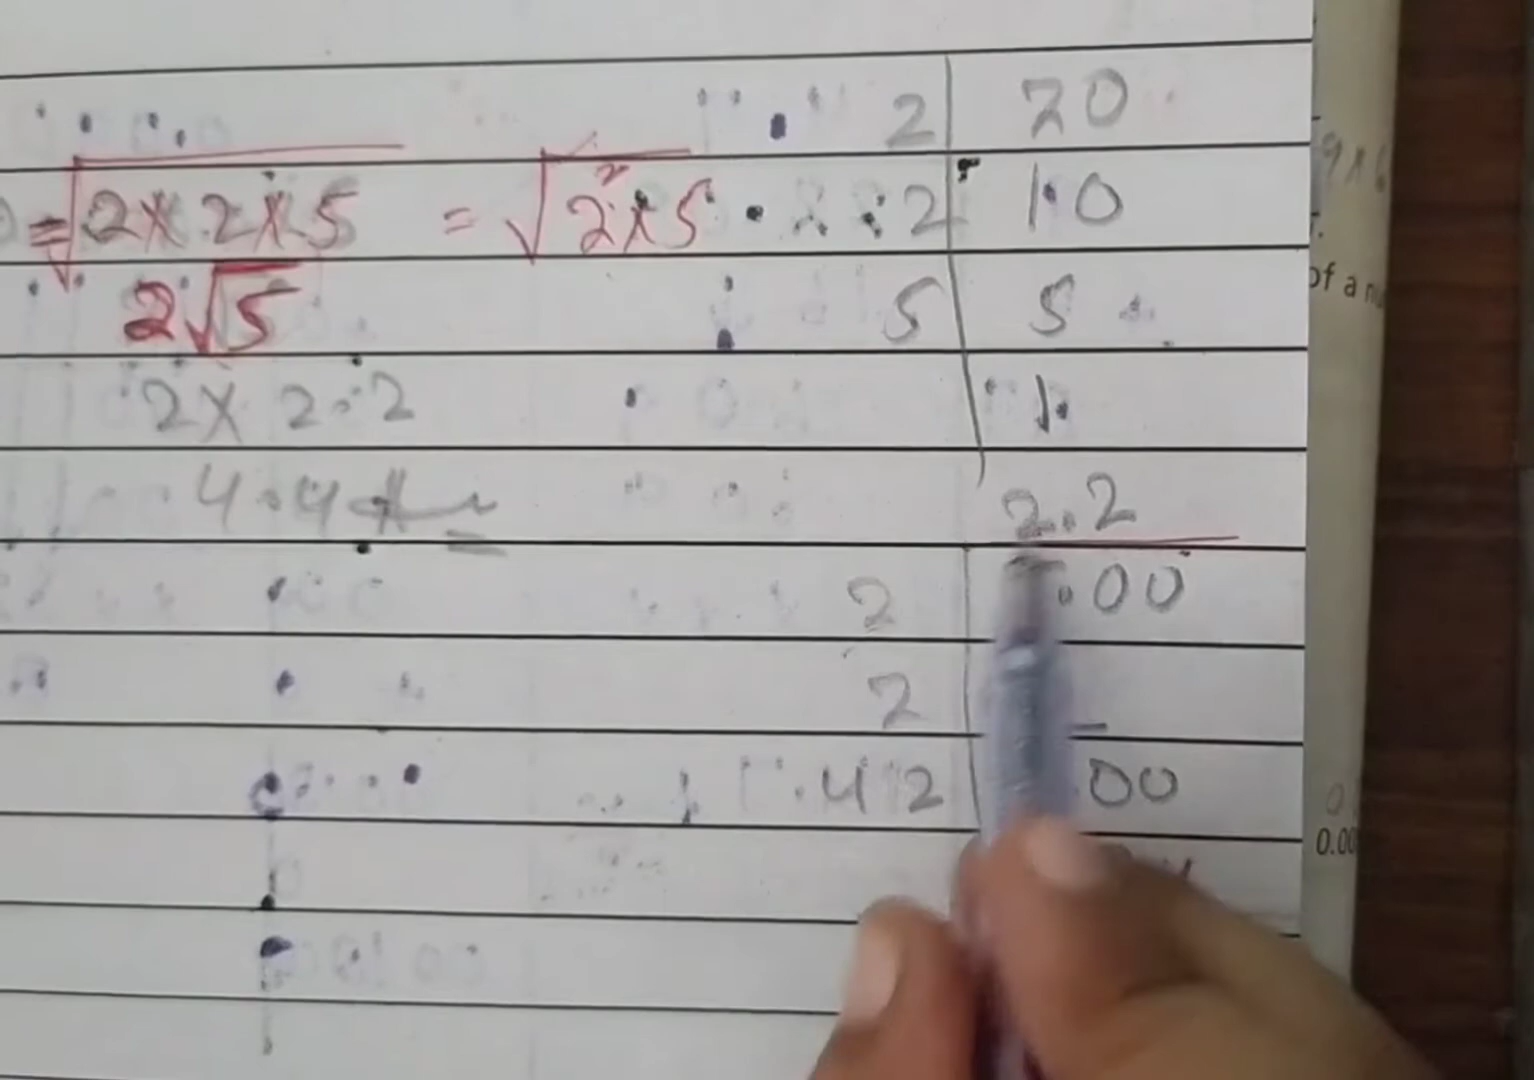 2 | 20
= √2×2×5 = √2²×5 2 | 10
2√5 5 | 5
2×2.2 1
4.4 2.2
2 | .00
2
42 | 00
of a
0.00